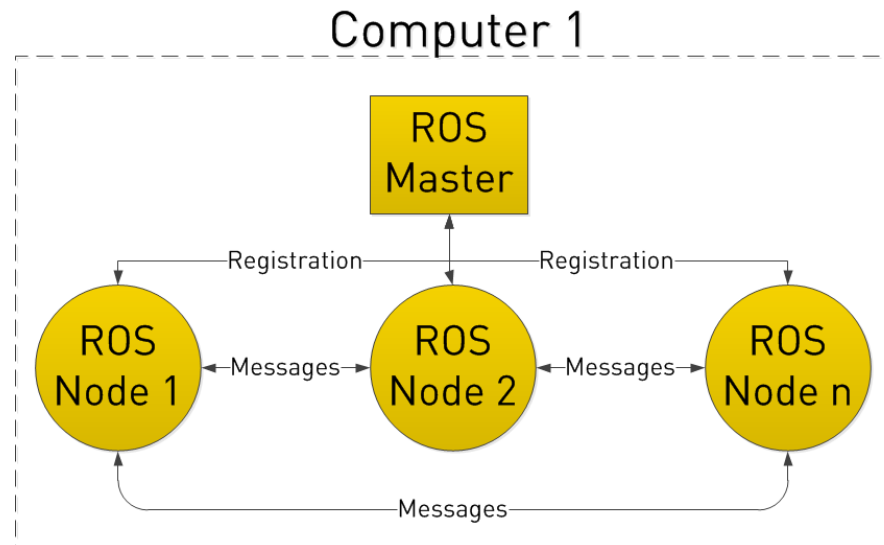 Computer 1
ROS
Master
Registration
Registration
ROS
Node 1
Messages
ROS
Node 2
Messages
ROS
Node n
Messages